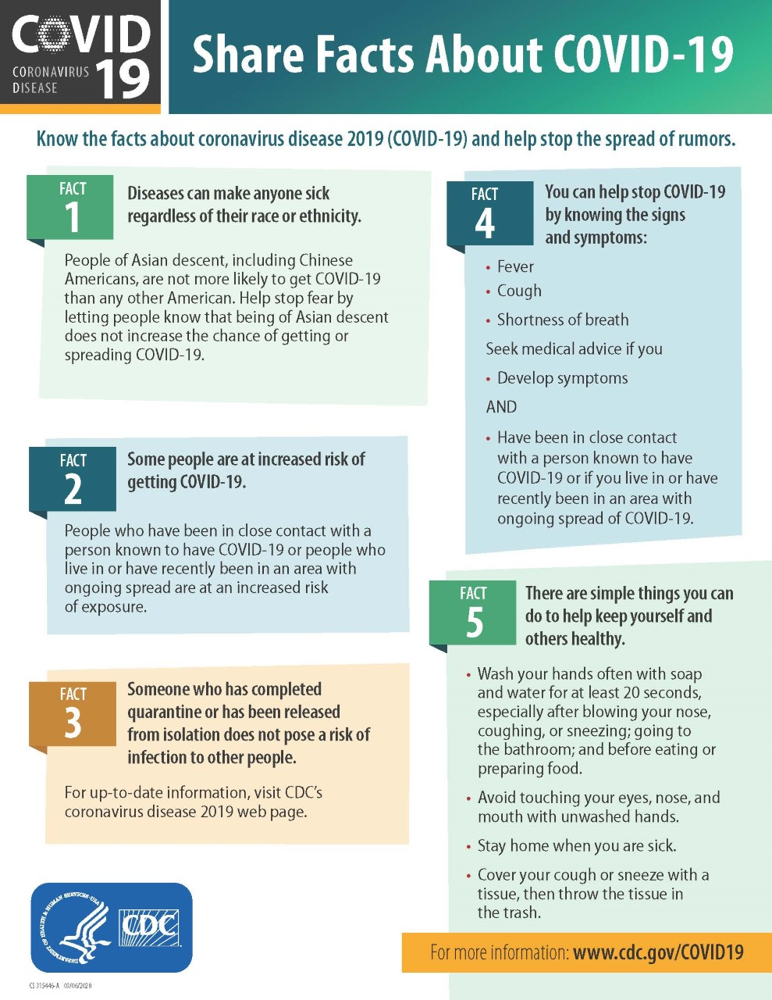 COVID
CORONAVIRUS
DISEASE
19
Share Facts About COVID-19
Know the facts about coronavirus disease 2019 (COVID-19) and help stop the spread of rumors.
FACT
1
Diseases can make anyone sick
regardless of their race or ethnicity.
People of Asian descent, including Chinese
Americans, are not more likely to get COVID-19
than any other American. Help stop fear by
letting people know that being of Asian descent
does not increase the chance of getting or
spreading COVID-19.
FACT
2
Some people are at increased risk of
getting COVID-19.
People who have been in close contact with a
person known to have COVID-19 or people who
live in or have recently been in an area with
ongoing spread are at an increased risk
of exposure.
FACT
3
Someone who has completed
quarantine or has been released
from isolation does not pose a risk of
infection to other people.
For up-to-date information, visit CDC's
coronavirus disease 2019 web page.
FACT
4
You can help stop COVID-19
by knowing the signs
and symptoms:
• Fever
• Cough
• Shortness of breath
Seek medical advice if you
• Develop symptoms
AND
• Have been in close contact
with a person known to have
COVID-19 or if you live in or have
recently been in an area with
ongoing spread of COVID-19.
FACT
5
There are simple things you can
do to help keep yourself and
others healthy.
• Wash your hands often with soap
and water for at least 20 seconds,
especially after blowing your nose,
coughing, or sneezing; going to
the bathroom; and before eating or
preparing food.
• Avoid touching your eyes, nose, and
mouth with unwashed hands.
• Stay home when you are sick.
• Cover your cough or sneeze with a
tissue, then throw the tissue in
the trash.
DEPARTMENT OF HEALTH & HUMAN SERVICES·USA
CDC
CS 315446-A 03/06/2020
For more information: www.cdc.gov/COVID19